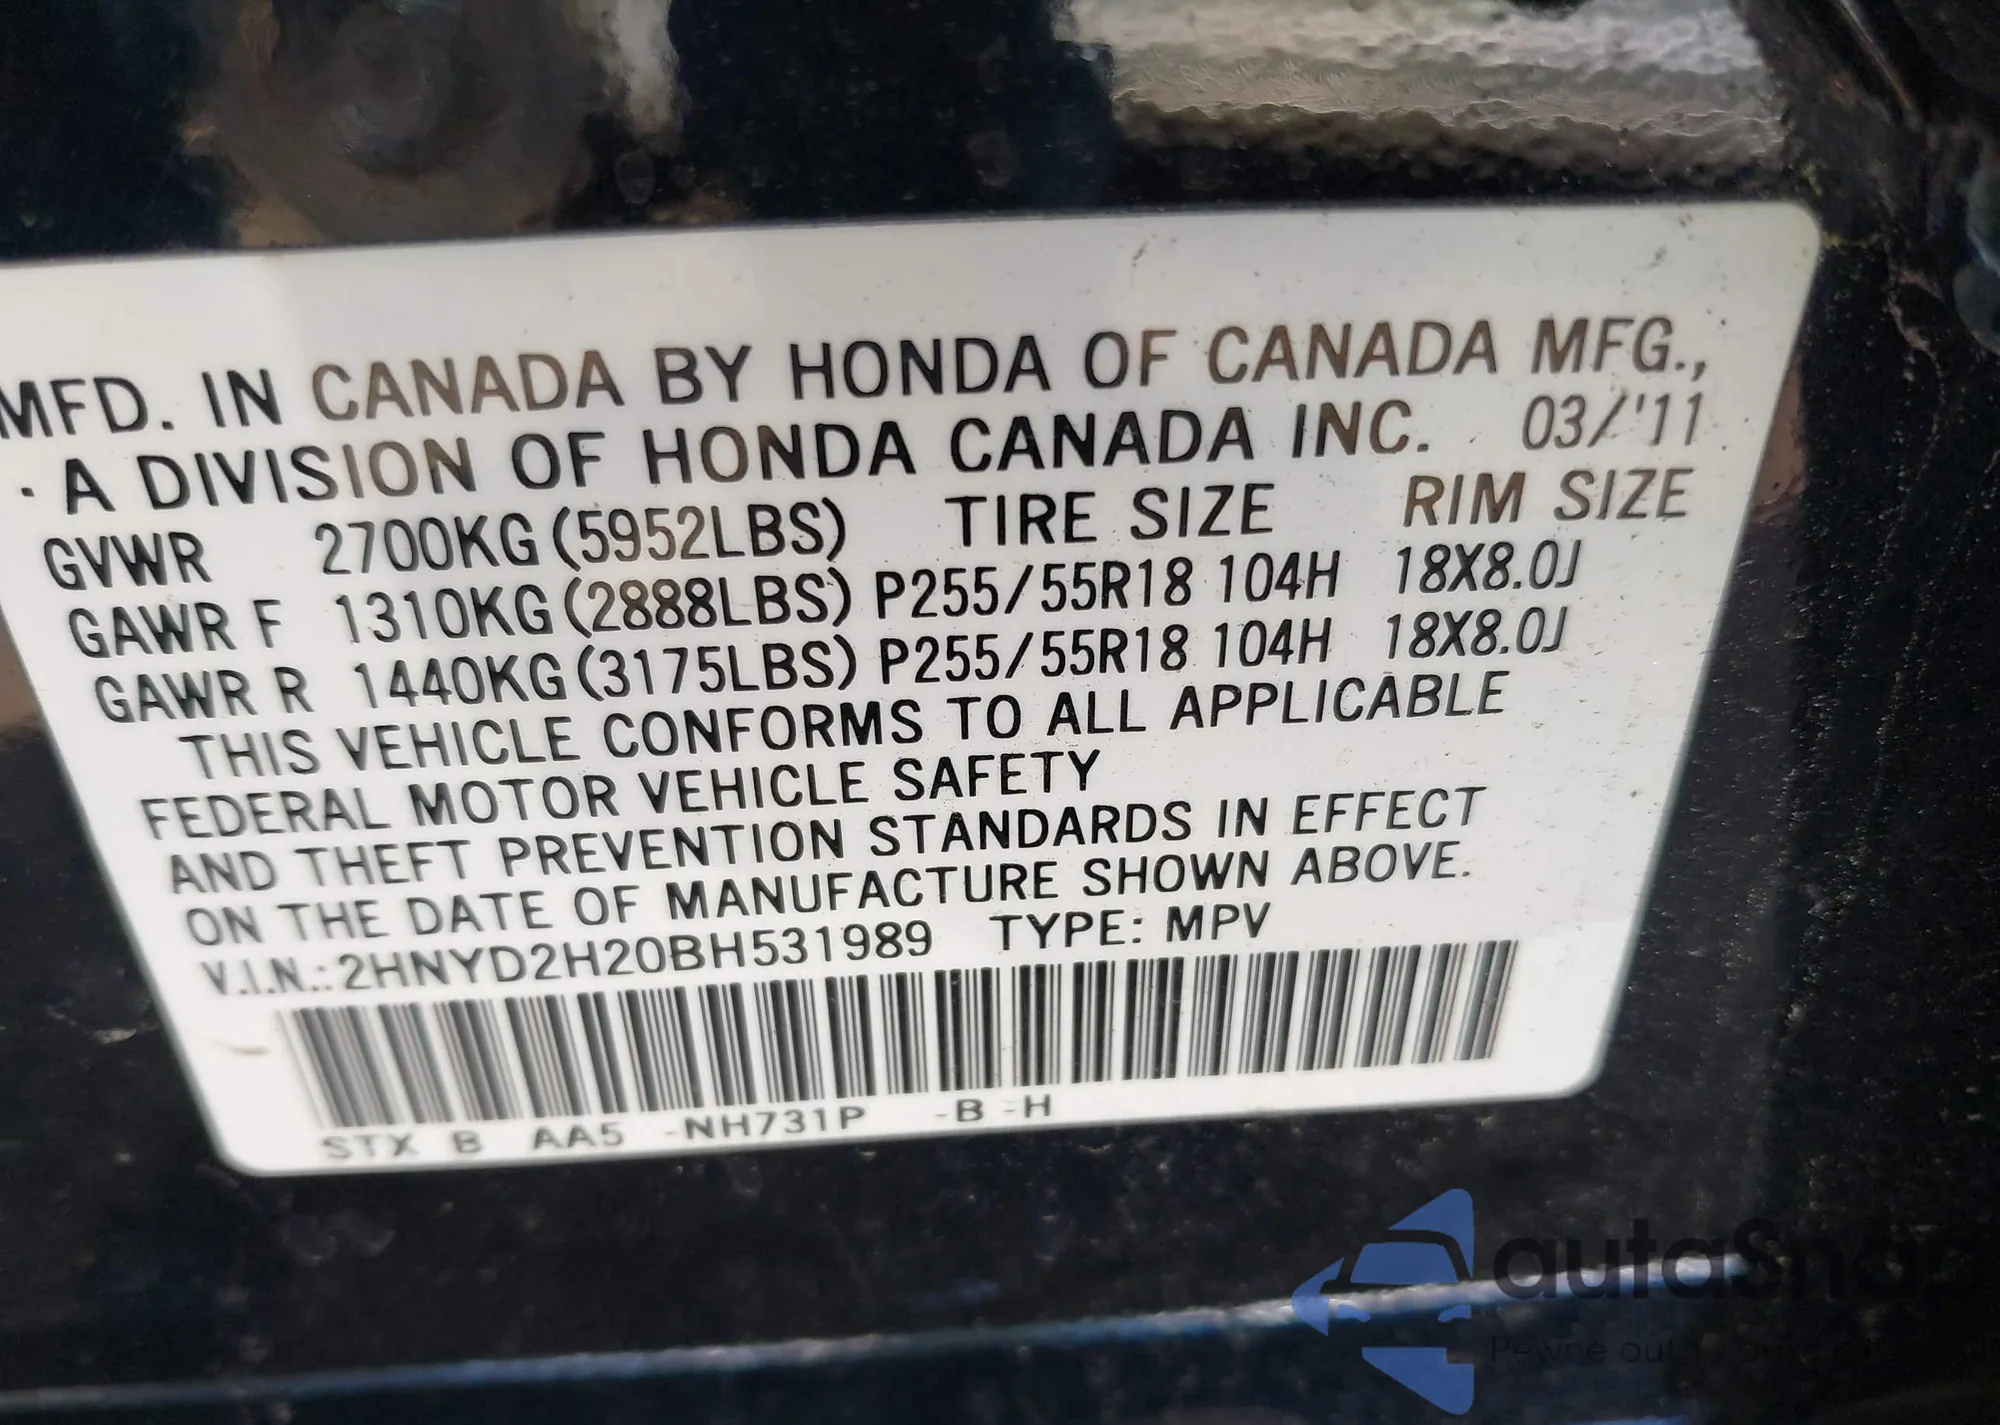 MFD. IN CANADA BY HONDA OF CANADA MFG.,
A DIVISION OF HONDA CANADA INC. 03/'11
GVWR 2700KG (5952LBS) TIRE SIZE RIM SIZE
GAWR F 1310KG (2888LBS) P255/55R18 104H 18X8.0J
GAWR R 1440KG (3175LBS) P255/55R18 104H 18X8.0J
THIS VEHICLE CONFORMS TO ALL APPLICABLE
FEDERAL MOTOR VEHICLE SAFETY
AND THEFT PREVENTION STANDARDS IN EFFECT
ON THE DATE OF MANUFACTURE SHOWN ABOVE.
V.I.N.: 2HNYD2H20BH531989 TYPE: MPV
STX B AA5 -NH731P -B -H
autaSnap
Pewne auta